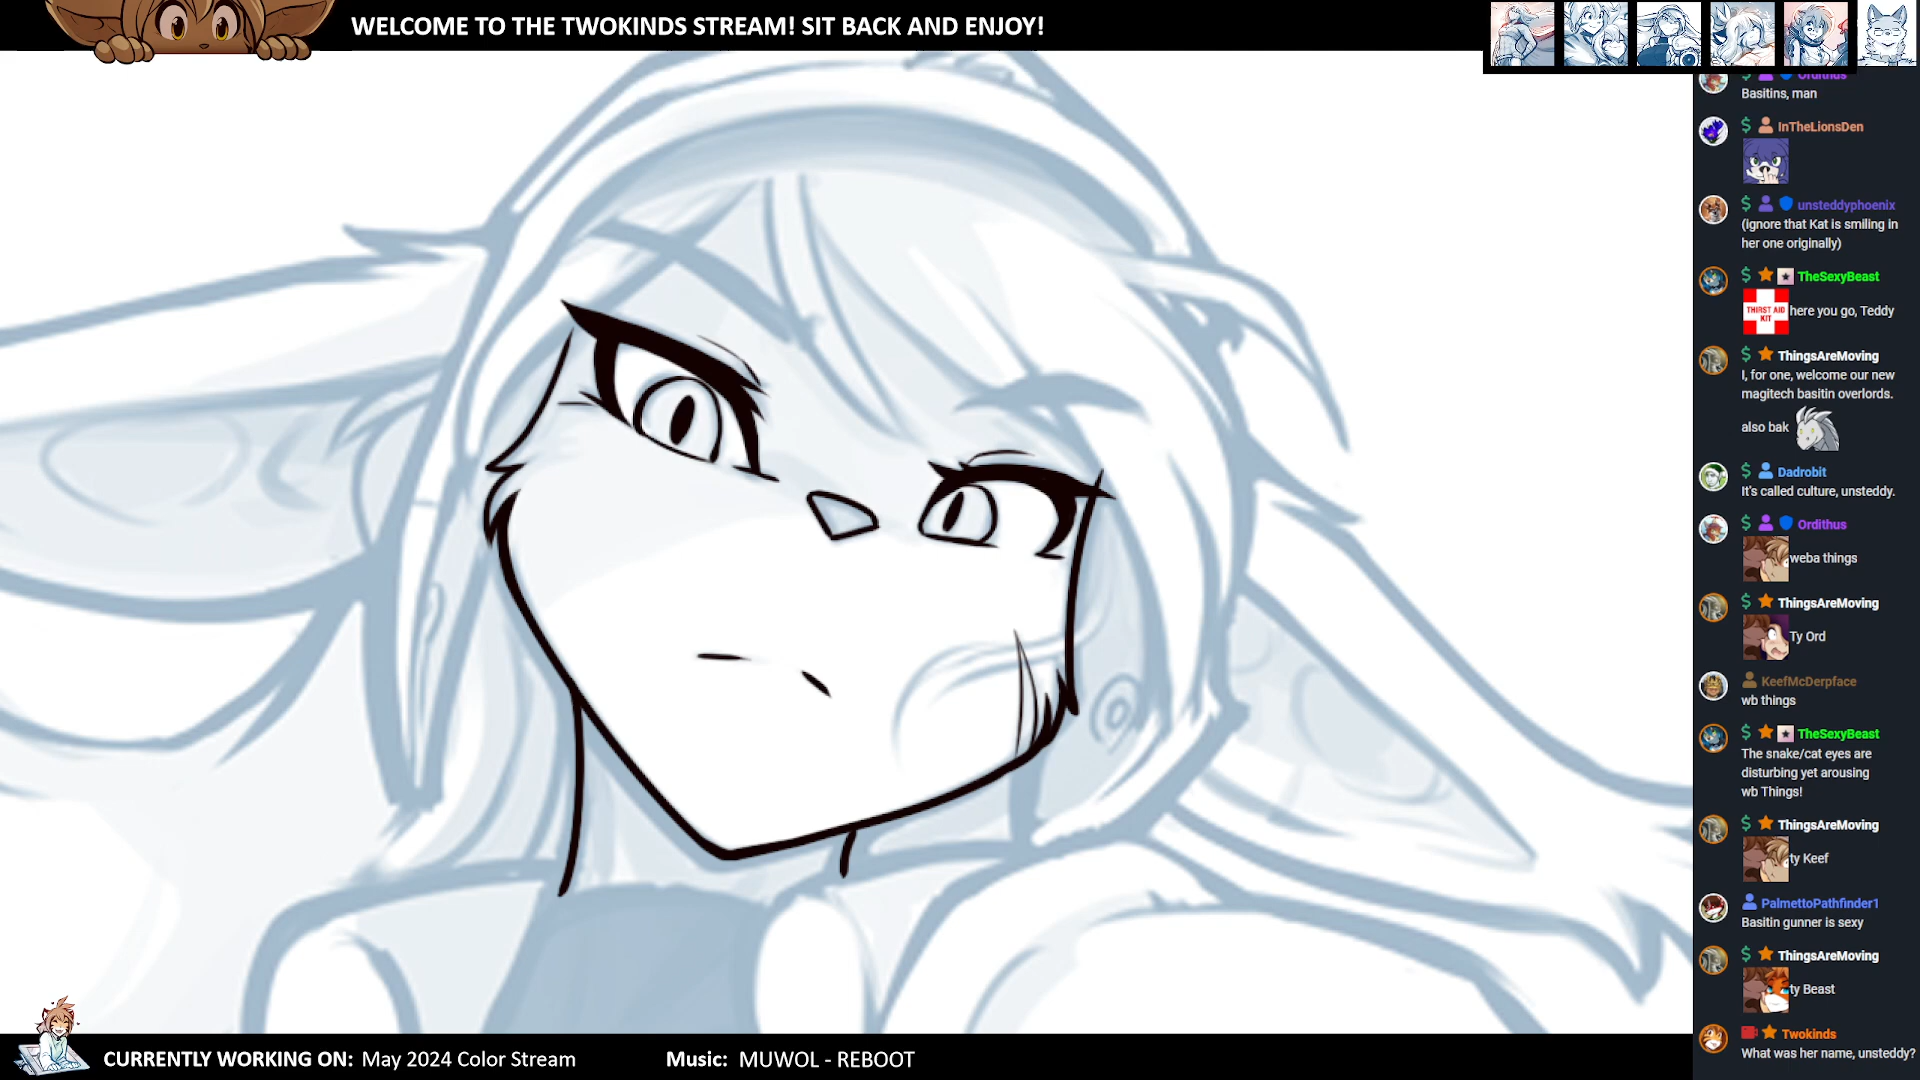 WELCOME TO THE TWOKINDS STREAM! SIT BACK AND ENJOY!
Ordithus
Basitins, man
InTheLionsDen
unsteddyphoenix
(ignore that Kat is smiling in
her one originally)
TheSexyBeast
THIRST AID
KIT
here you go, Teddy
ThingsAreMoving
I, for one, welcome our new
magitech basitin overlords.
also bak
Dadrobit
It's called culture, unsteddy.
Ordithus
weba things
ThingsAreMoving
Ty Ord
KeefMcDerpface
wb things
TheSexyBeast
The snake/cat eyes are
disturbing yet arousing
wb Things!
ThingsAreMoving
ty Keef
PalmettoPathfinder1
Basitin gunner is sexy
ThingsAreMoving
ty Beast
Twokinds
What was her name, unsteddy?
CURRENTLY WORKING ON: May 2024 Color Stream
Music: MUWOL - REBOOT